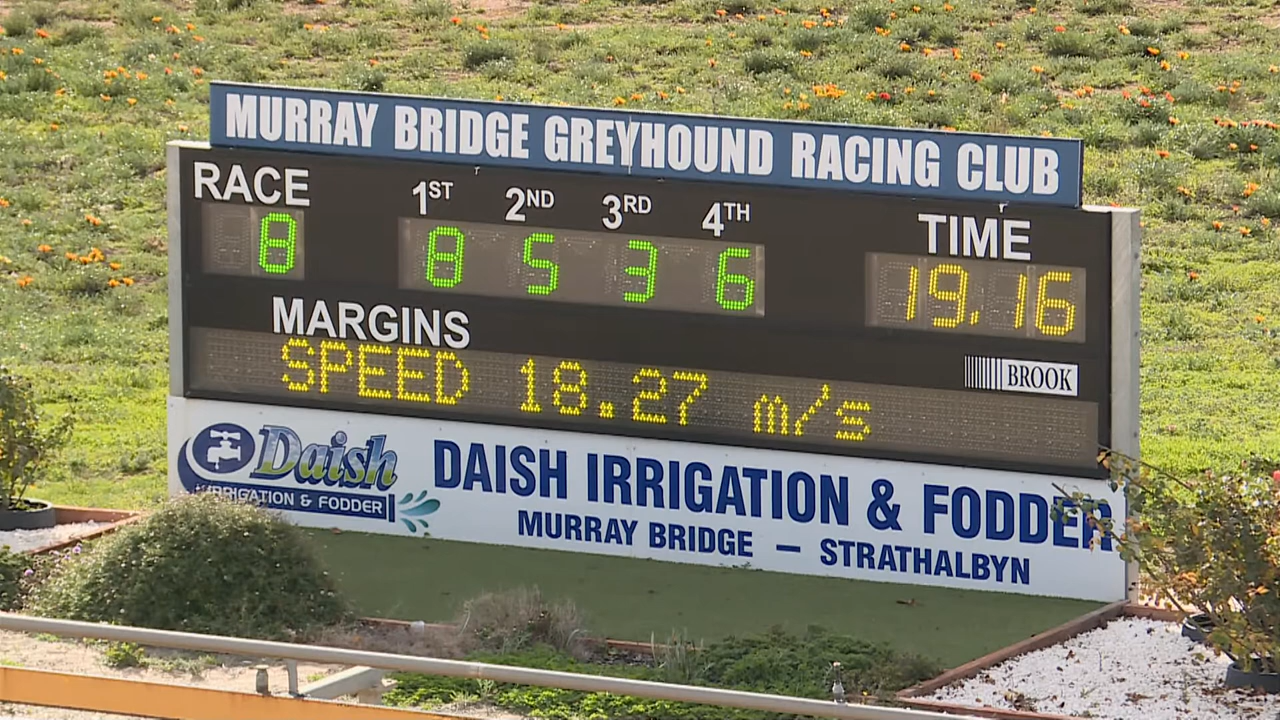 MURRAY BRIDGE GREYHOUND RACING CLUB
RACE 1ST 2ND 3RD 4TH TIME
8 8 5 3 6 19.16
MARGINS
BROOK
SPEED 18.27 m/s
Daish
IRRIGATION & FODDER
DAISH IRRIGATION & FODDER
MURRAY BRIDGE — STRATHALBYN